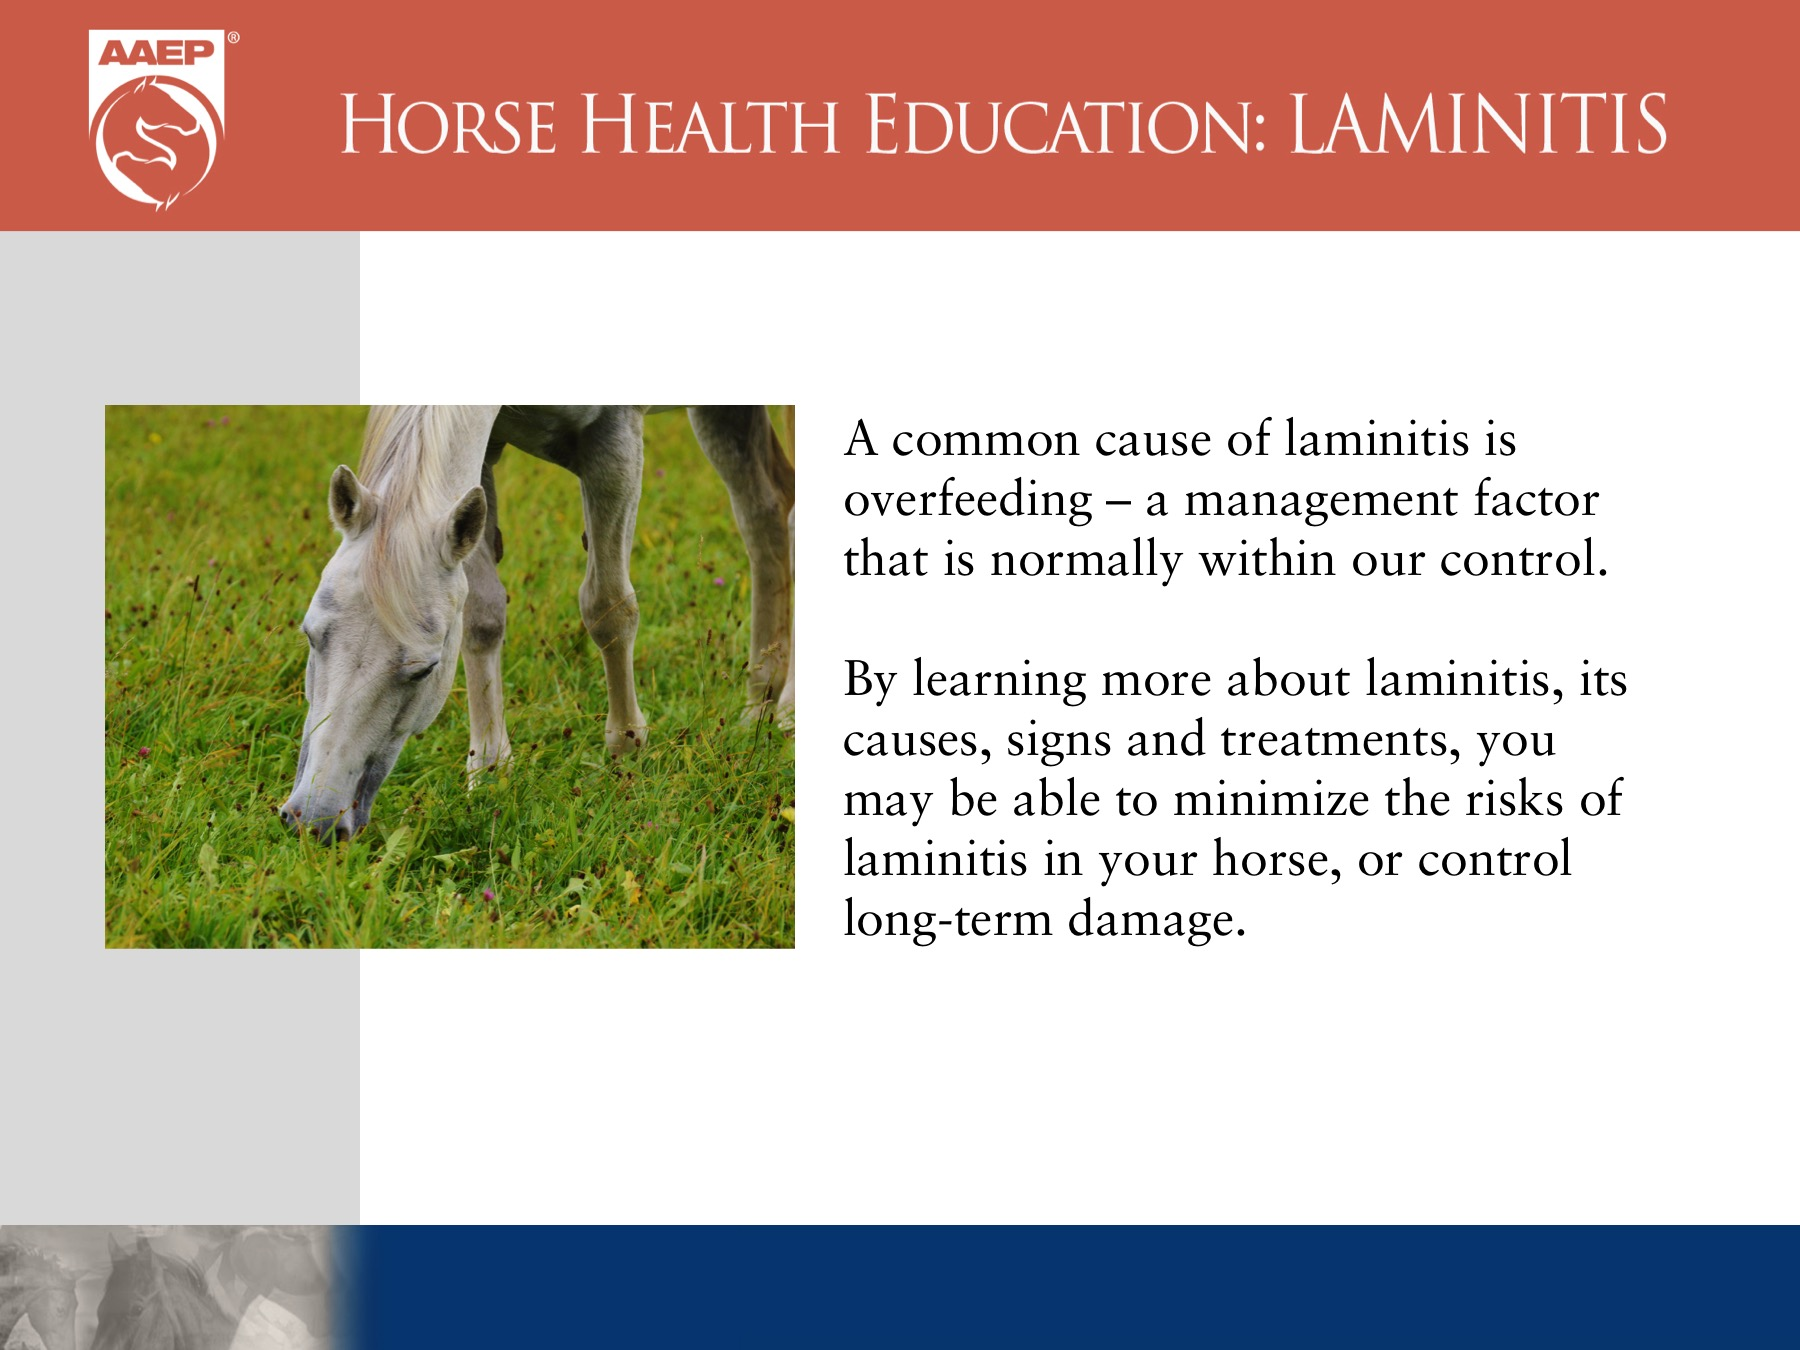 AAEP®
HORSE HEALTH EDUCATION: LAMINITIS
A common cause of laminitis is
overfeeding – a management factor
that is normally within our control.
By learning more about laminitis, its
causes, signs and treatments, you
may be able to minimize the risks of
laminitis in your horse, or control
long-term damage.